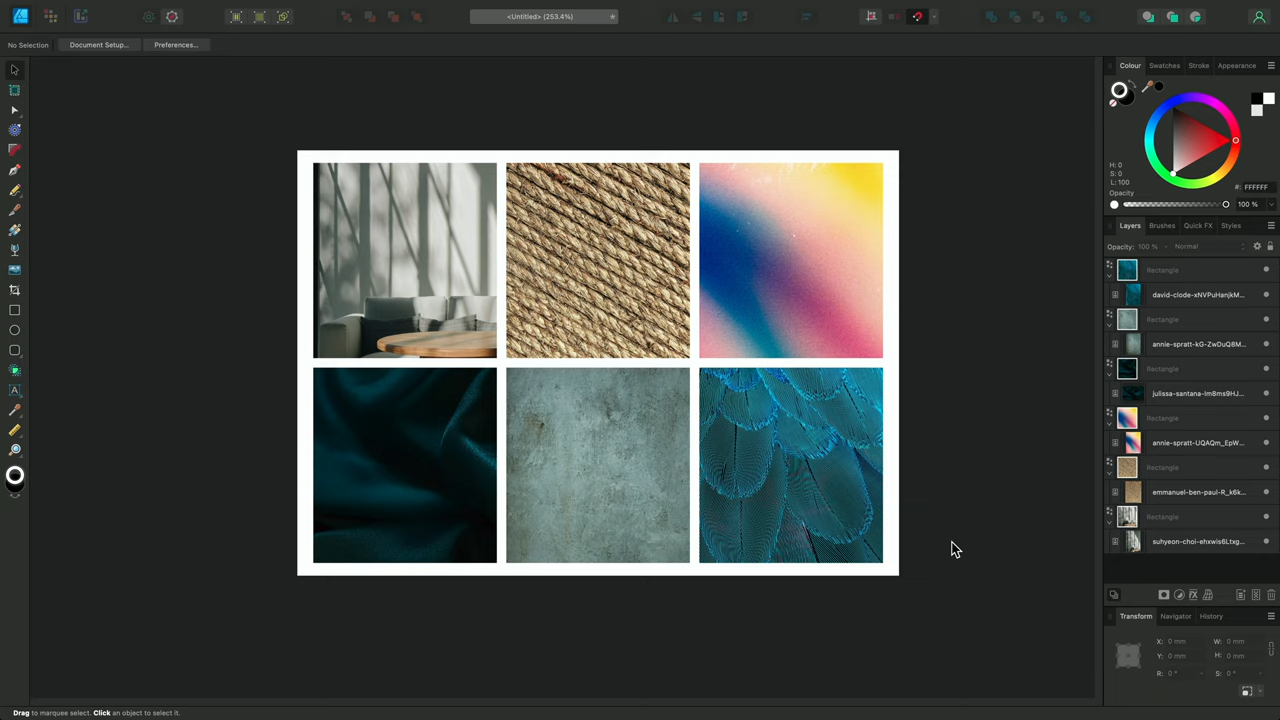 <Untitled> (253.4%)
No Selection
Document Setup...
Preferences...
Colour Swatches Stroke Appearance
H: 0
S: 0
L: 100
#: FFFFFF
Opacity
100 %
Layers Brushes Quick FX Styles
Opacity: 100 % Normal
Rectangle
david-clode-xNVPuHanjkM...
Rectangle
annie-spratt-kG-ZwDuQ8M...
Rectangle
julissa-santana-Im8ms9HJ...
Rectangle
annie-spratt-UQAQm_EpW...
Rectangle
emmanuel-ben-paul-R_k6k...
Rectangle
suhyeon-choi-ehxwis6Ltxg...
Transform Navigator History
X: 0 mm W: 0 mm
Y: 0 mm H: 0 mm
R: 0 ° S: 0 °
Drag to marquee select. Click an object to select it.